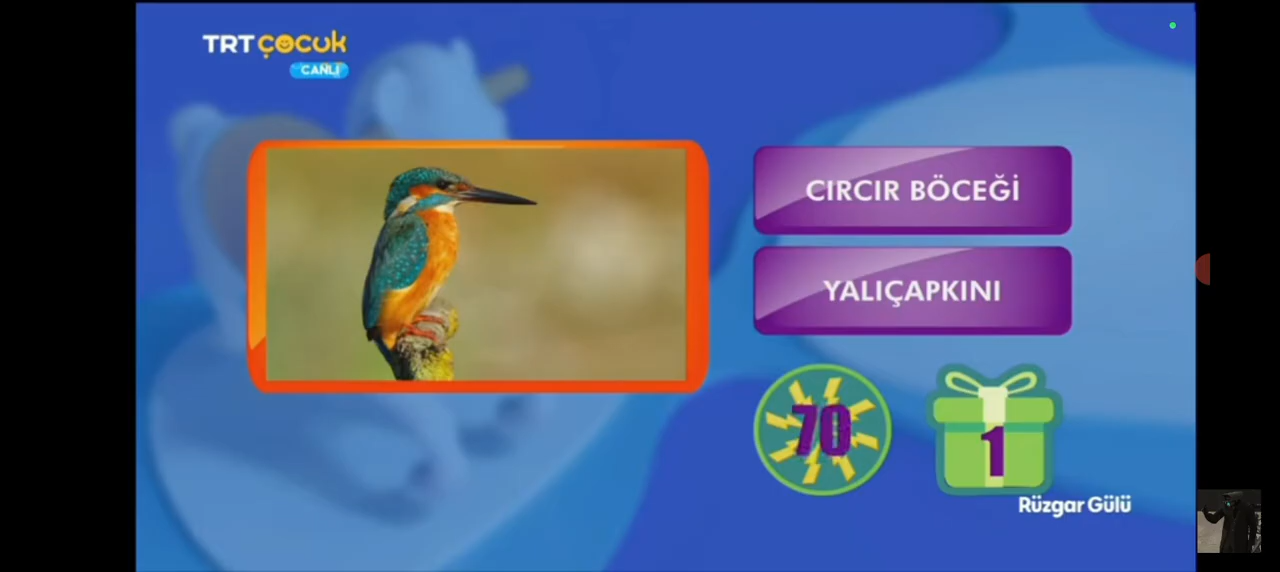 TRT çocuk
CANLI
CIRCIR BÖCEĞİ
YALIÇAPKINI
70
1
Rüzgar Gülü